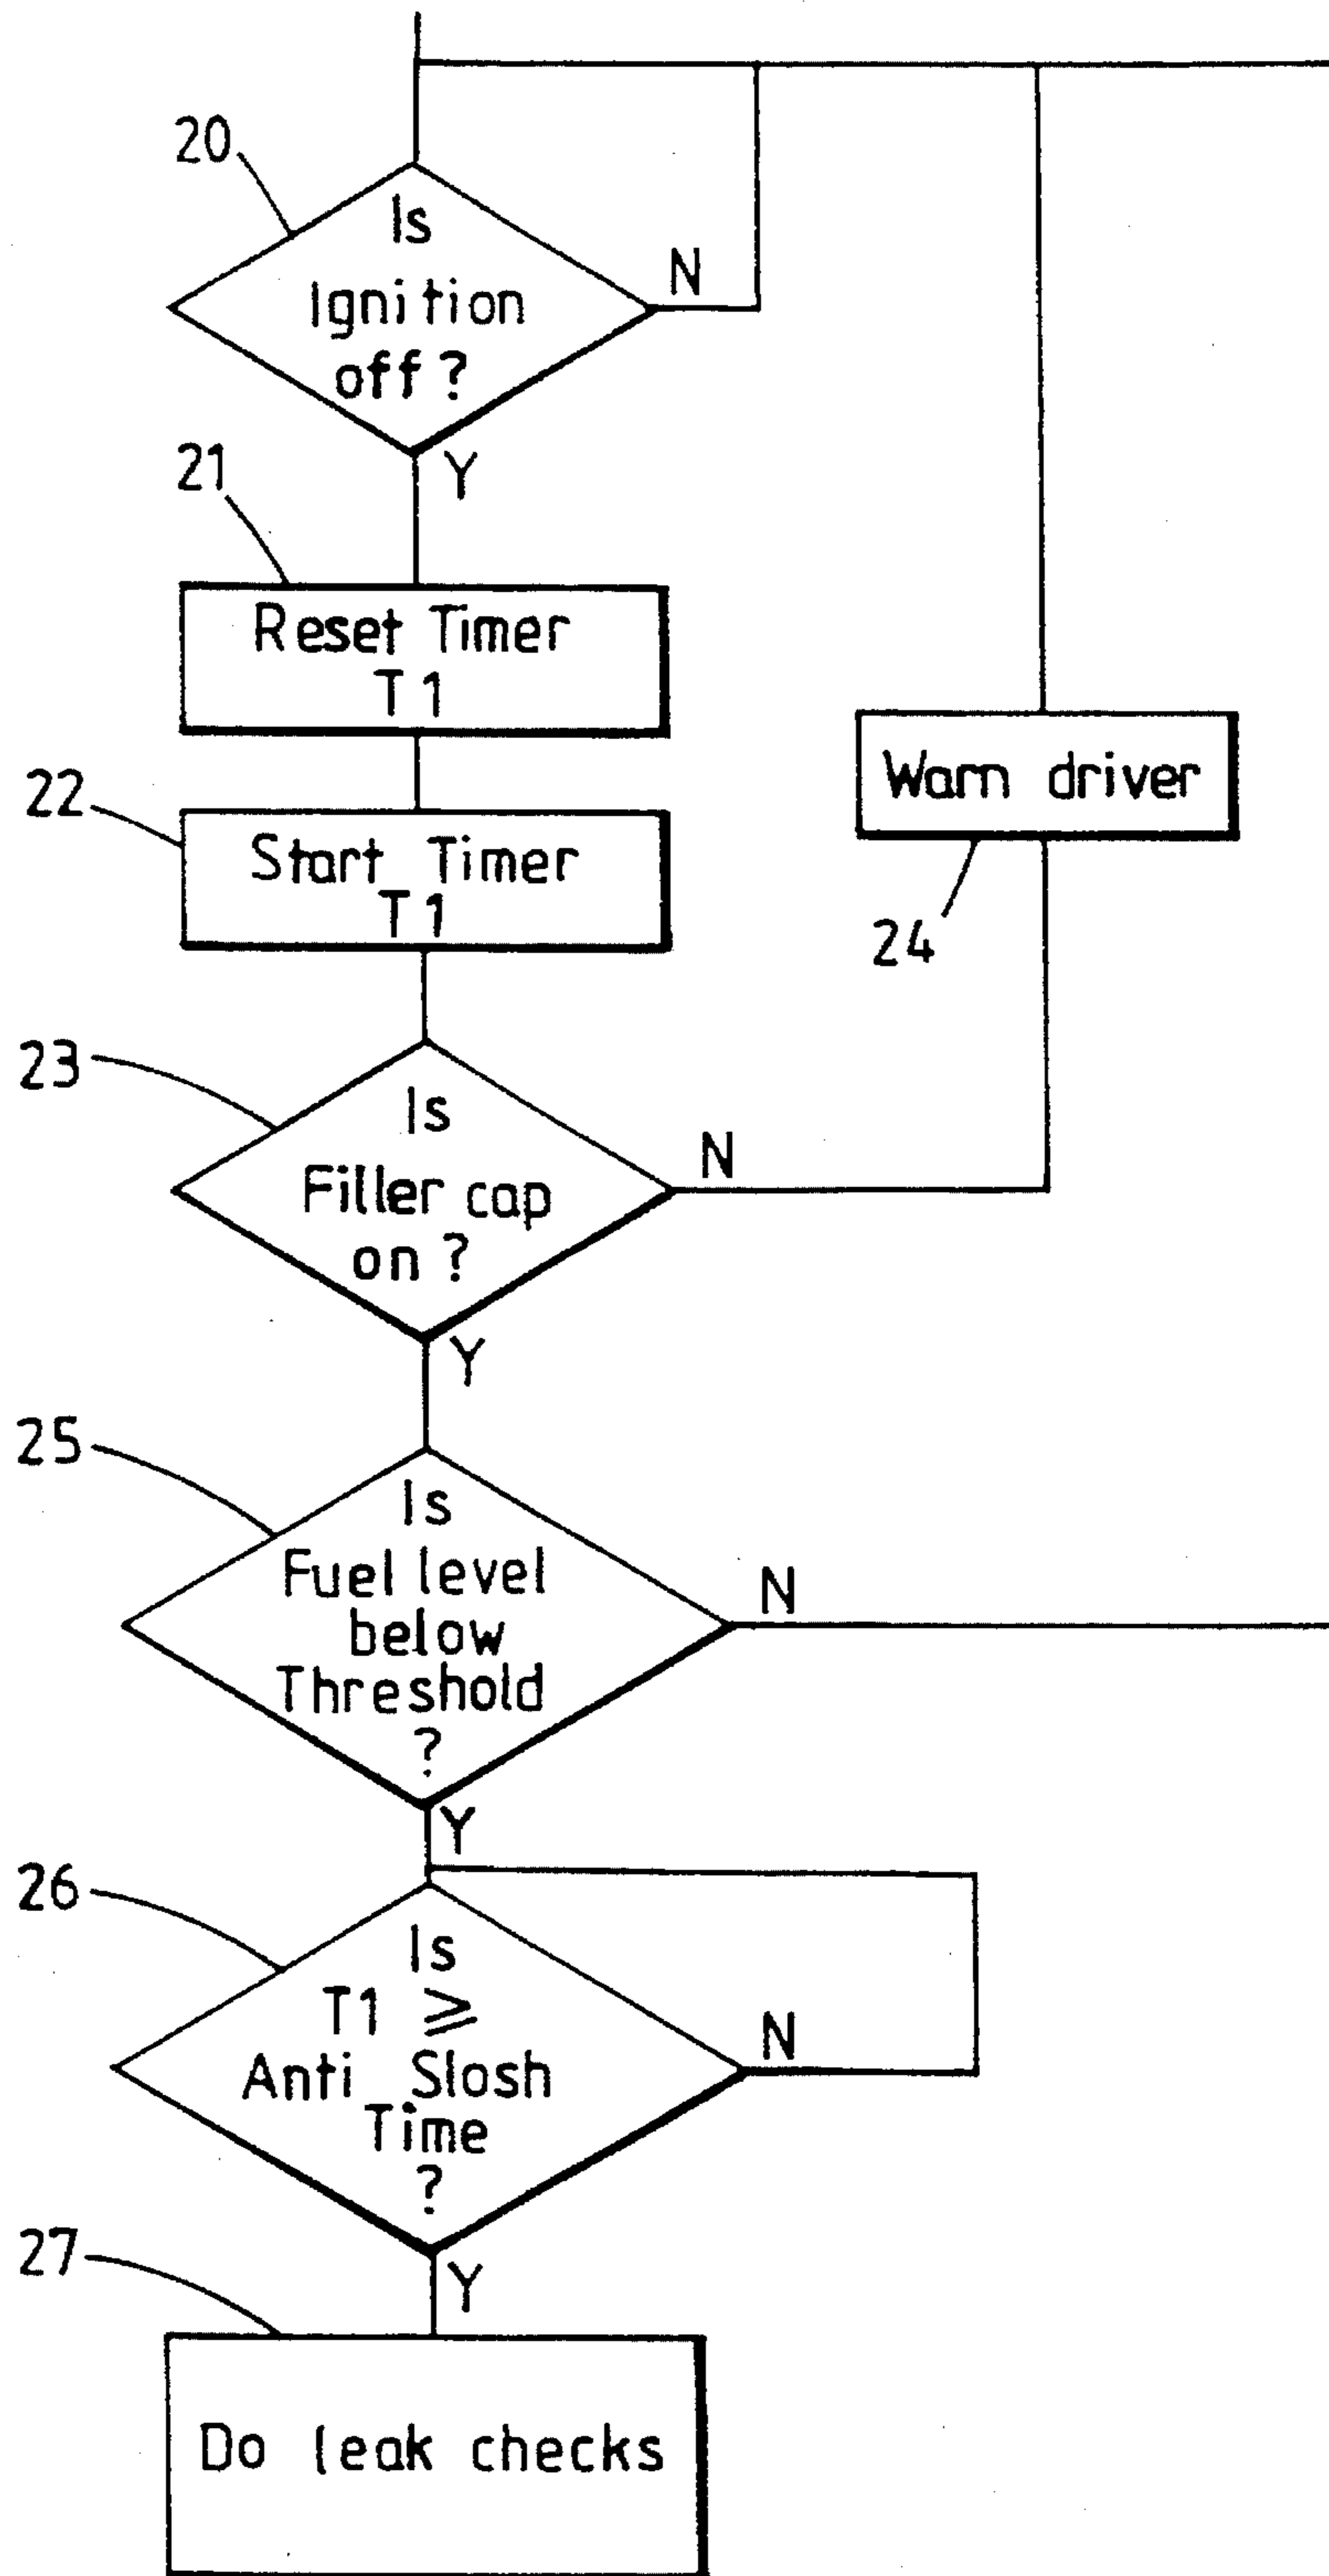 20
Is
Ignition
off ?
N
Y
21
Reset Timer
T1
22
Start Timer
T1
Warn driver
24
23
Is
Filler cap
on ?
N
Y
25
Is
Fuel level
below
Threshold
?
N
Y
26
Is
T1 ⩾
Anti Slosh
Time
?
N
Y
27
Do leak checks